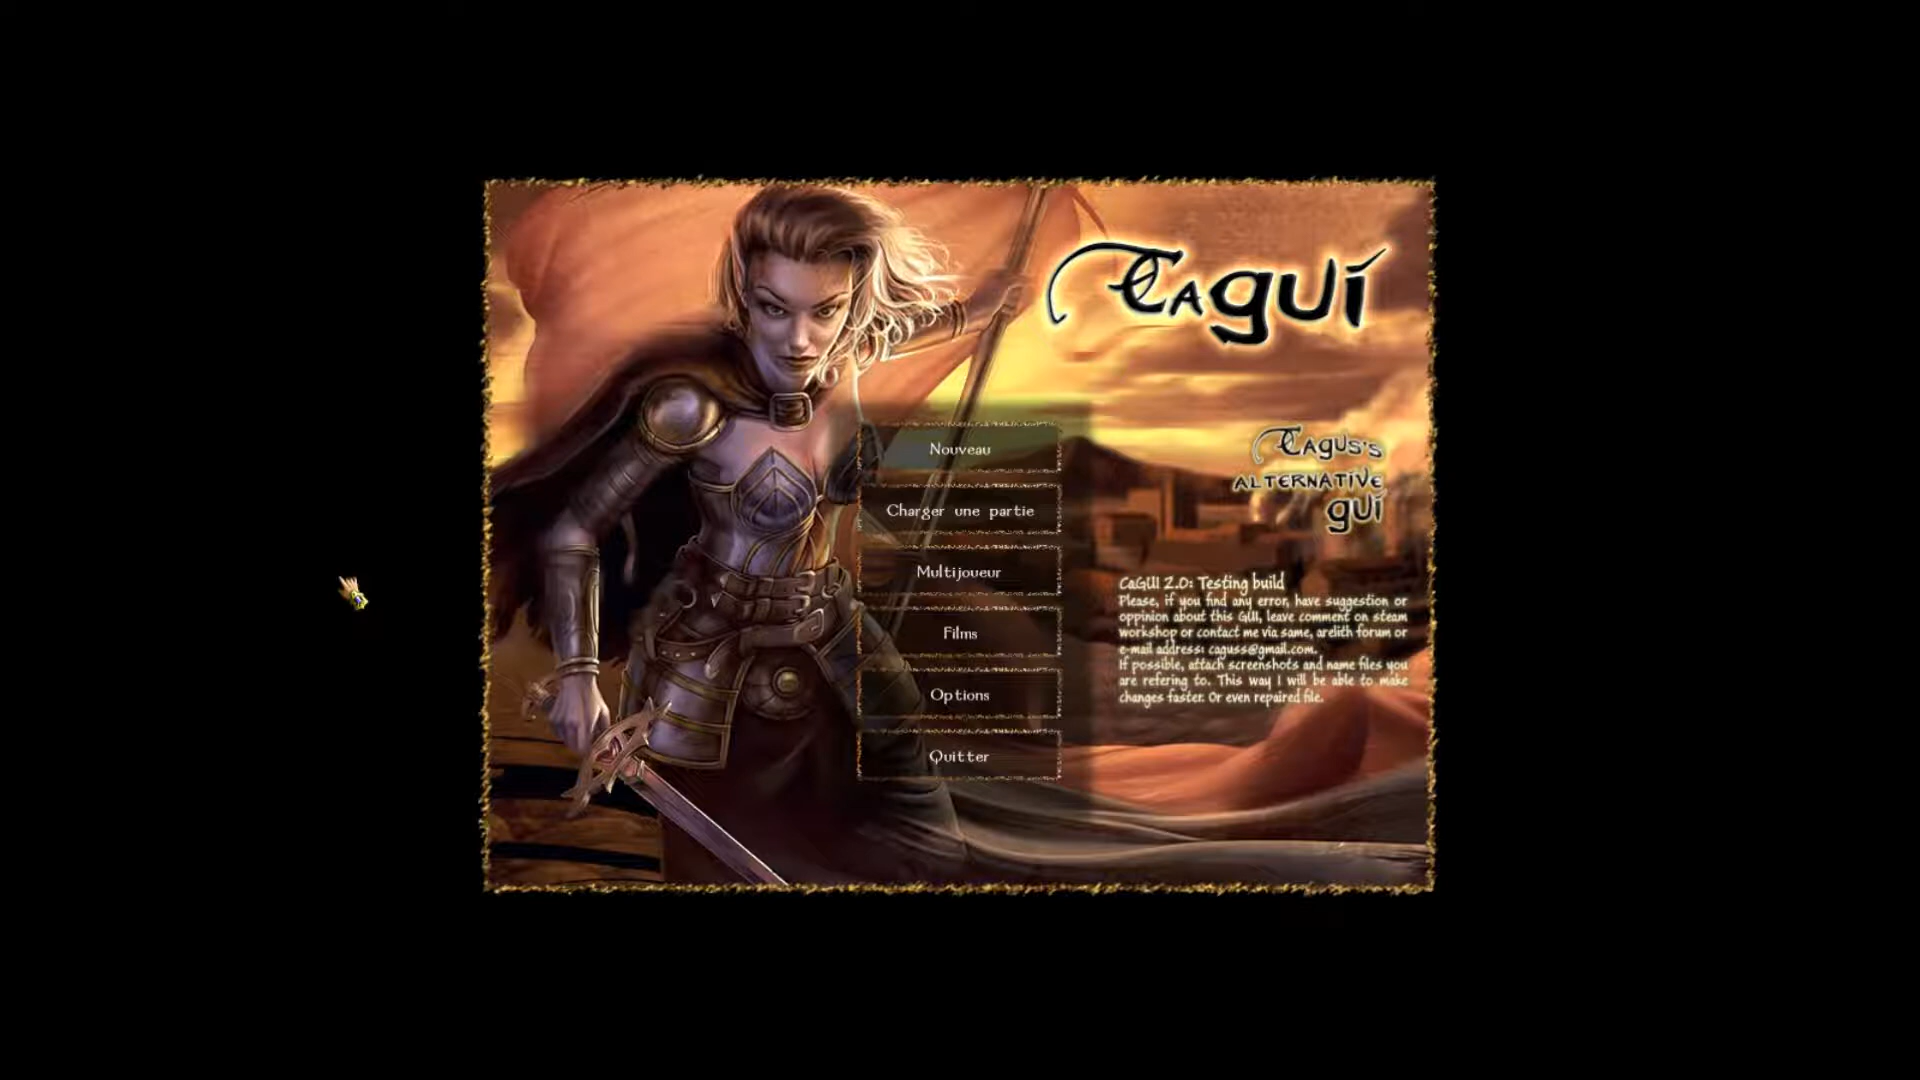 CaGUI
Cagus's
alternative
gui
Nouveau
Charger une partie
Multijoueur
Films
Options
Quitter
CaGUI 2.0: Testing build
Please, if you find any error, have suggestion or
oppinion about this GUI, leave comment on steam
workshop or contact me via same, arelith forum or
e-mail address: caguss@gmail.com.
If possible, attach screenshots and name files you
are refering to. This way I will be able to make
changes faster. Or even repaired file.